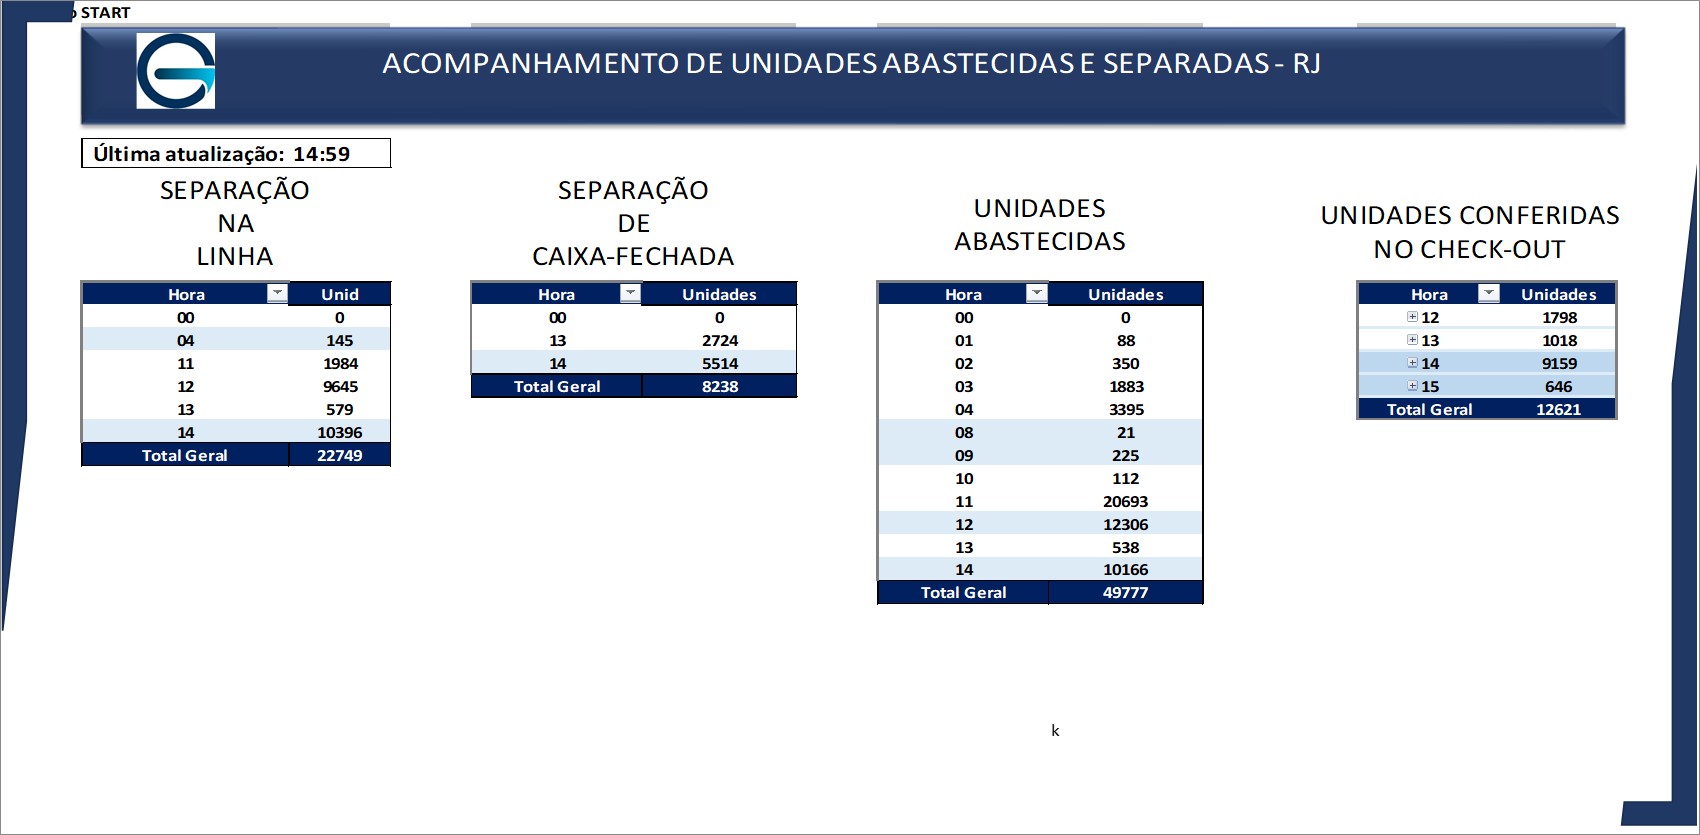 START
ACOMPANHAMENTO DE UNIDADES ABASTECIDAS E SEPARADAS - RJ
Última atualização: 14:59
SEPARAÇÃO
NA
LINHA
Hora Unid
00 0
04 145
11 1984
12 9645
13 579
14 10396
Total Geral 22749
SEPARAÇÃO
DE
CAIXA-FECHADA
Hora Unidades
00 0
13 2724
14 5514
Total Geral 8238
UNIDADES
ABASTECIDAS
Hora Unidades
00 0
01 88
02 350
03 1883
04 3395
08 21
09 225
10 112
11 20693
12 12306
13 538
14 10166
Total Geral 49777
UNIDADES CONFERIDAS
NO CHECK-OUT
Hora Unidades
12 1798
13 1018
14 9159
15 646
Total Geral 12621
k